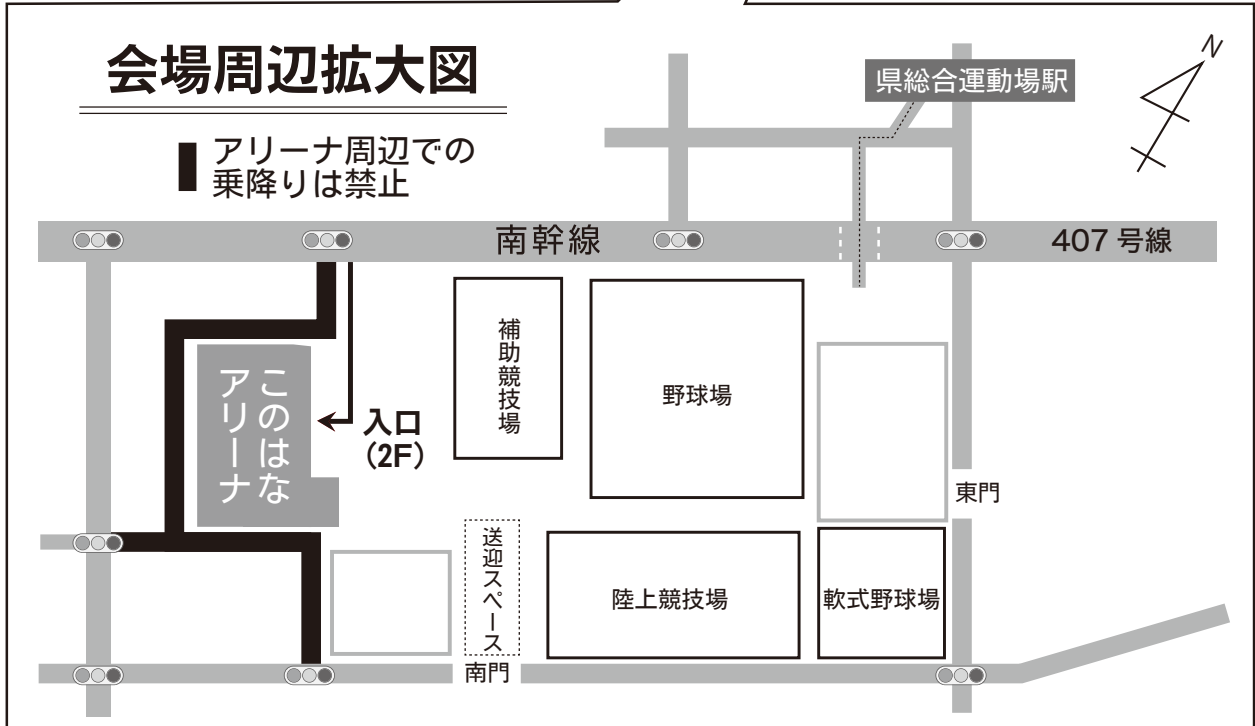 会場周辺拡大図
N
県総合運動場駅
アリーナ周辺での
乗降りは禁止
南幹線
407 号線
補助競技場
野球場
このはな
アリーナ
入口
(2F)
東門
送迎スペース
陸上競技場
軟式野球場
南門